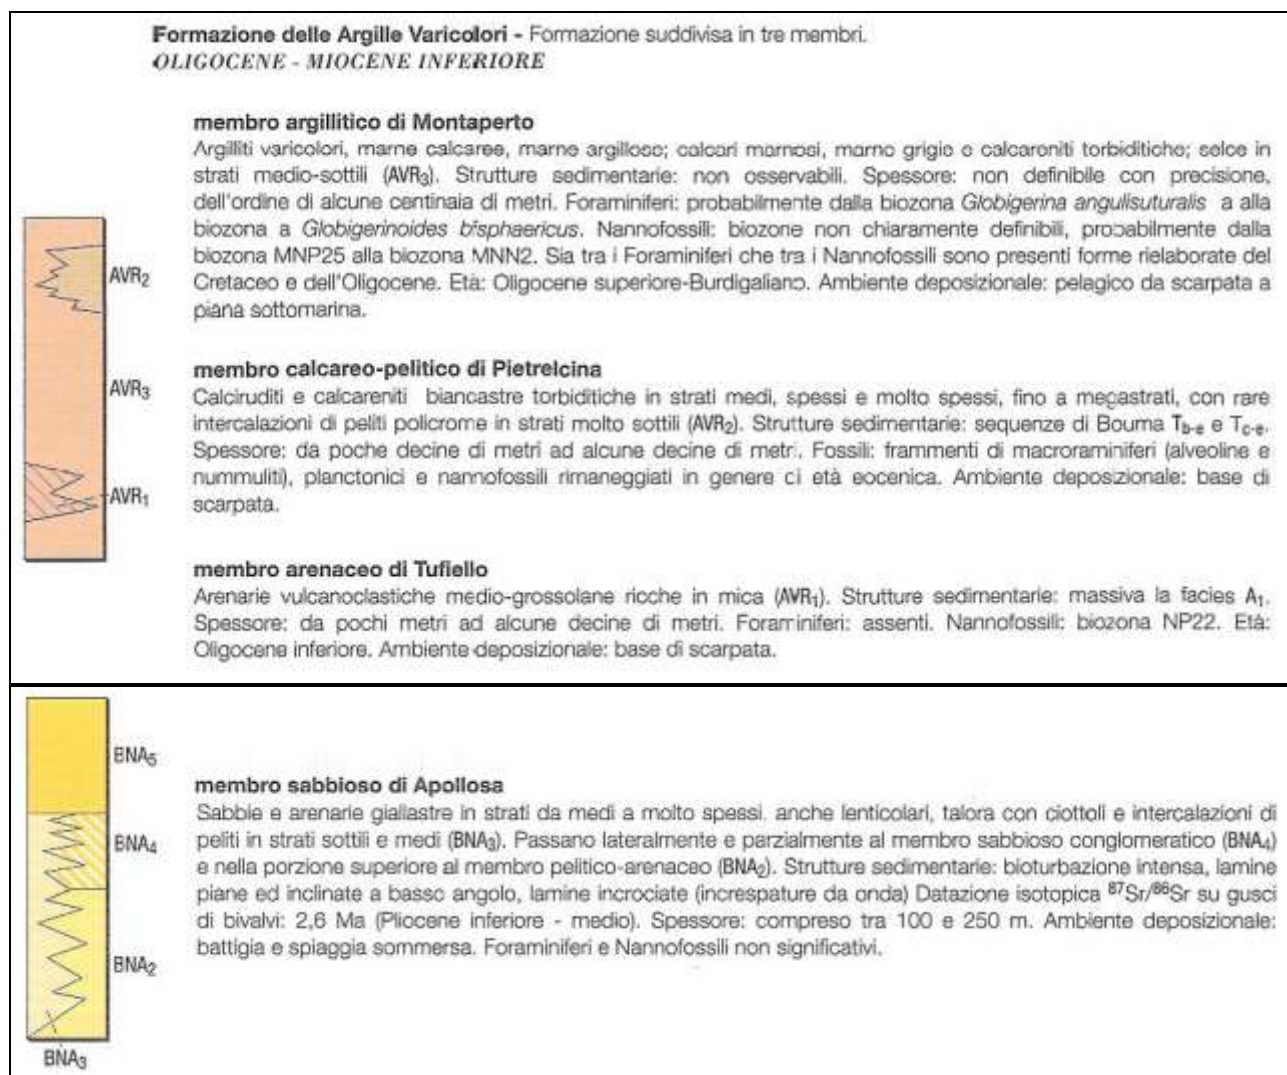 Formazione delle Argille Varicolori - Formazione suddivisa in tre membri.
OLIGOCENE - MIOCENE INFERIORE
membro argillitico di Montaperto
Argilliti varicolori, marne calcaree, marne argillose; calcari marnosi, marne grigie e calcareniti torbiditiche; selce in
strati medio-sottili (AVR₃). Strutture sedimentarie: non osservabili. Spessore: non definibile con precisione,
dell'ordine di alcune centinaia di metri. Foraminiferi: probabilmente dalla biozona Globigerina angulisuturalis a alla
biozona a Globigerinoides bisphaericus. Nannofossili: biozone non chiaramente definibili, probabilmente dalla
biozona MNP25 alla biozona MNN2. Sia tra i Foraminiferi che tra i Nannofossili sono presenti forme rielaborate del
Cretaceo e dell'Oligocene. Età: Oligocene superiore-Burdigaliano. Ambiente deposizionale: pelagico da scarpata a
piana sottomarina.
AVR₂
AVR₃
AVR₁
membro calcareo-pelitico di Pietrelcina
Calciruditi e calcareniti biancastre torbiditiche in strati medi, spessi e molto spessi, fino a megastrati, con rare
intercalazioni di peliti policrome in strati molto sottili (AVR₂). Strutture sedimentarie: sequenze di Bouma Tb-e e Tc-e.
Spessore: da poche decine di metri ad alcune decine di metri. Fossili: frammenti di macroraminiferi (alveoline e
nummuliti), planctonici e nannofossili rimaneggiati in genere di età eocenica. Ambiente deposizionale: base di
scarpata.
membro arenaceo di Tufiello
Arenarie vulcanoclastiche medio-grossolane ricche in mica (AVR₁). Strutture sedimentarie: massiva la facies A₁.
Spessore: da pochi metri ad alcune decine di metri. Foraminiferi: assenti. Nannofossili: biozona NP22. Età:
Oligocene inferiore. Ambiente deposizionale: base di scarpata.
BNA₅
BNA₄
BNA₂
BNA₃
membro sabbioso di Apollosa
Sabbie e arenarie giallastre in strati da medi a molto spessi, anche lenticolari, talora con ciottoli e intercalazioni di
peliti in strati sottili e medi (BNA₃). Passano lateralmente e parzialmente al membro sabbioso conglomeratico (BNA₄)
e nella porzione superiore al membro pelitico-arenaceo (BNA₂). Strutture sedimentarie: bioturbazione intensa, lamine
piane ed inclinate a basso angolo, lamine incrociate (increspature da onda) Datazione isotopica ⁸⁷Sr/⁸⁶Sr su gusci
di bivalvi: 2,6 Ma (Pliocene inferiore - medio). Spessore: compreso tra 100 e 250 m. Ambiente deposizionale:
battigia e spiaggia sommersa. Foraminiferi e Nannofossili non significativi.